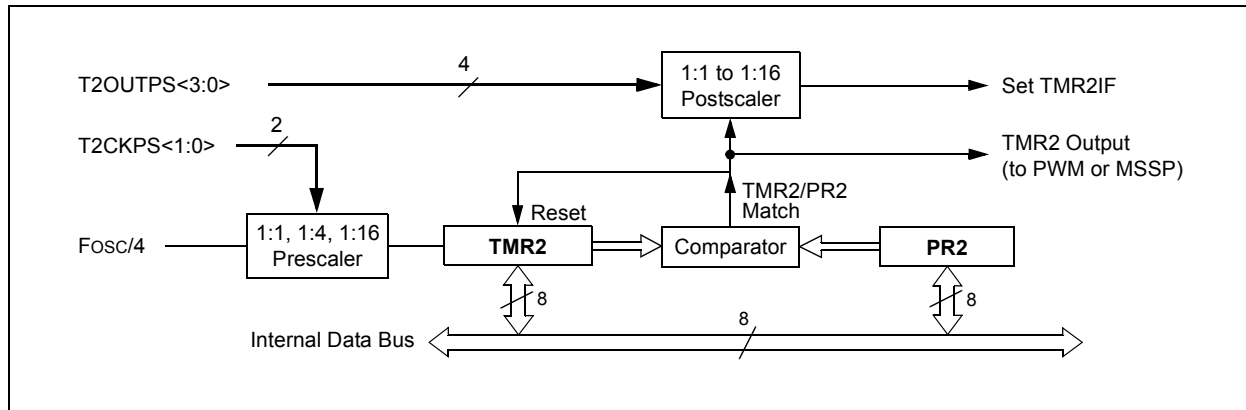 T2OUTPS<3:0>
4
1:1 to 1:16
Postscaler
Set TMR2IF
T2CKPS<1:0>
2
TMR2 Output
(to PWM or MSSP)
TMR2/PR2
Match
Reset
FOSC/4
1:1, 1:4, 1:16
Prescaler
TMR2
Comparator
PR2
8
8
Internal Data Bus
8